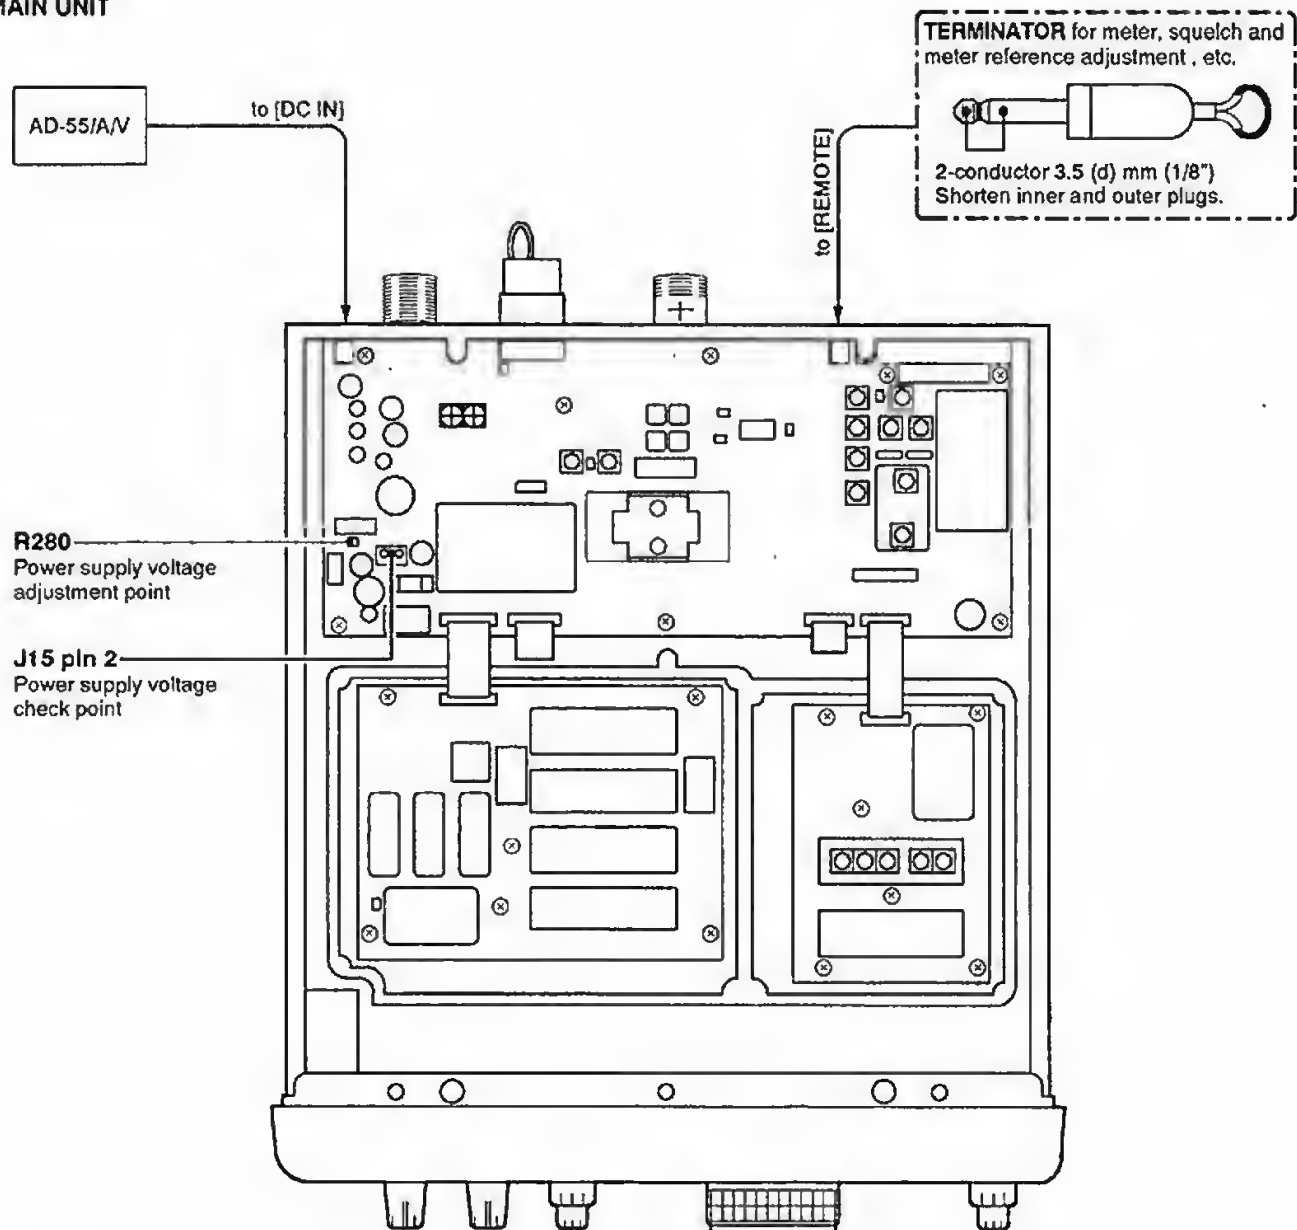 MAIN UNIT
TERMINATOR for meter, squelch and
meter reference adjustment , etc.
AD-55/A/V
to [DC IN]
to [REMOTE]
2-conductor 3.5 (d) mm (1/8")
Shorten inner and outer plugs.
R280
Power supply voltage
adjustment point
J15 pin 2
Power supply voltage
check point